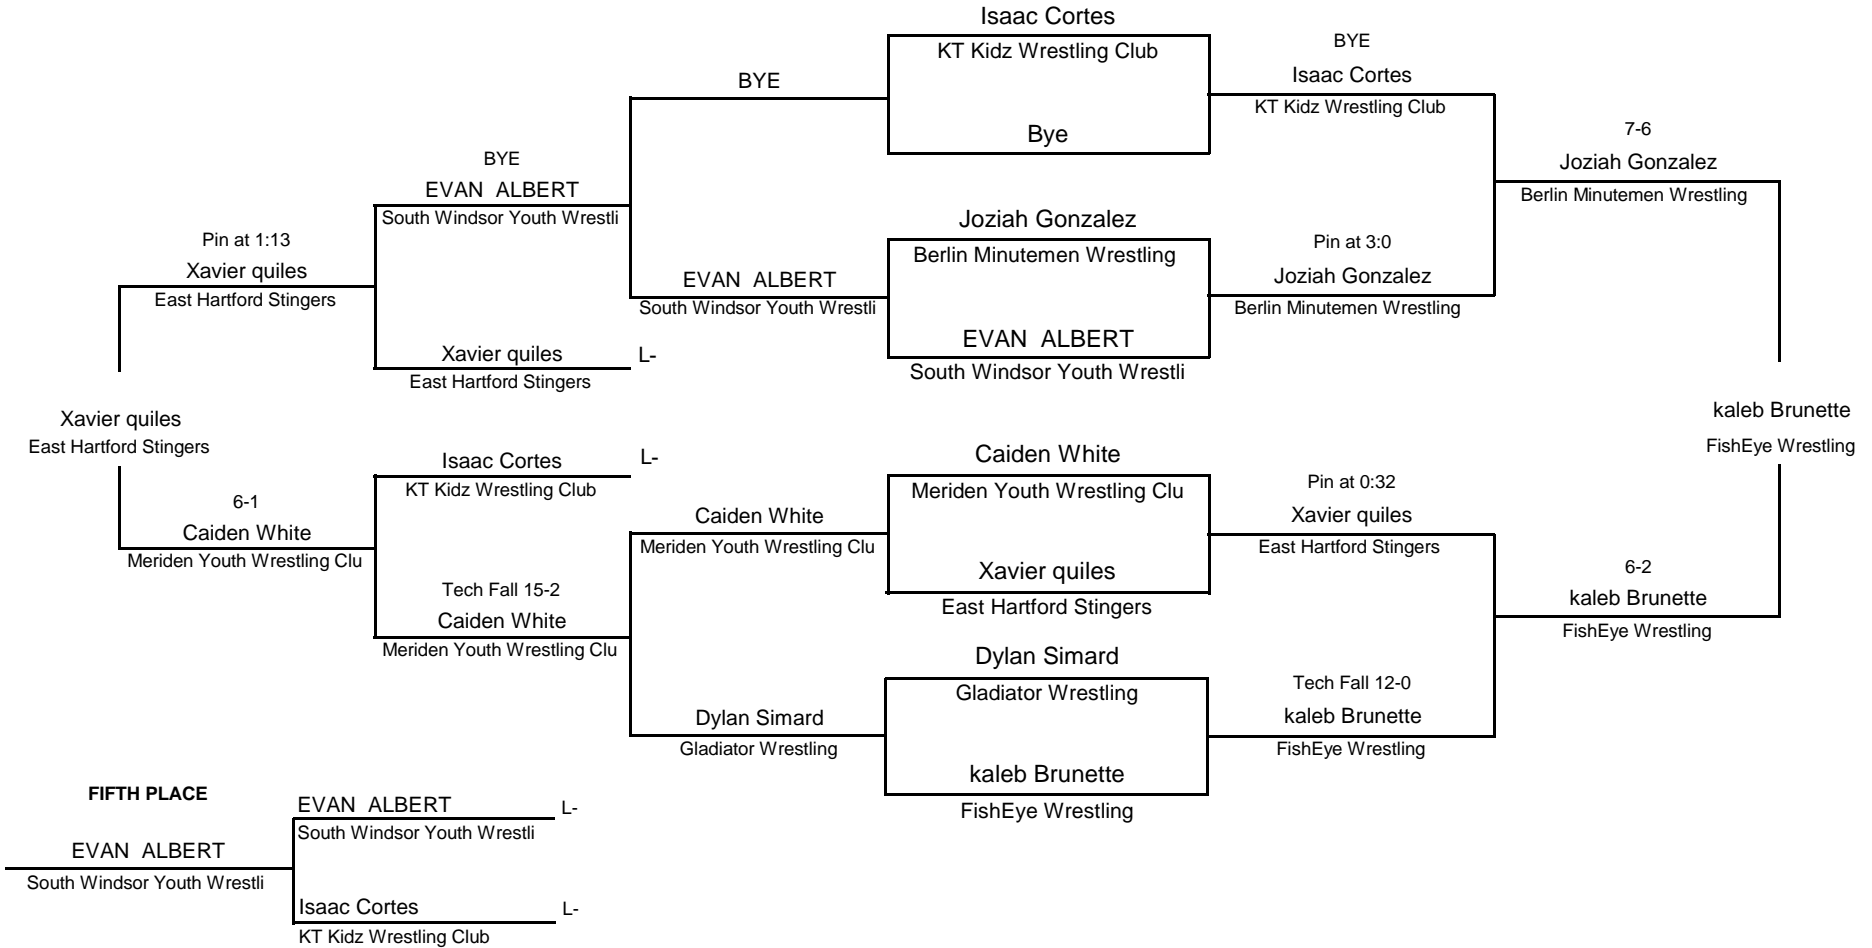 Isaac Cortes
KT Kidz Wrestling Club
BYE
BYE
Isaac Cortes
KT Kidz Wrestling Club
Bye
7-6
Joziah Gonzalez
Berlin Minutemen Wrestling
BYE
EVAN  ALBERT
South Windsor Youth Wrestli
Joziah Gonzalez
Berlin Minutemen Wrestling
Pin at 3:0
Joziah Gonzalez
Berlin Minutemen Wrestling
Pin at 1:13
Xavier quiles
East Hartford Stingers
EVAN  ALBERT
South Windsor Youth Wrestli
EVAN  ALBERT
South Windsor Youth Wrestli
Xavier quiles
L-
East Hartford Stingers
Xavier quiles
East Hartford Stingers
kaleb Brunette
FishEye Wrestling
Isaac Cortes
L-
KT Kidz Wrestling Club
Caiden White
Meriden Youth Wrestling Clu
Pin at 0:32
Xavier quiles
East Hartford Stingers
6-1
Caiden White
Meriden Youth Wrestling Clu
Caiden White
Meriden Youth Wrestling Clu
Xavier quiles
East Hartford Stingers
6-2
kaleb Brunette
FishEye Wrestling
Tech Fall 15-2
Caiden White
Meriden Youth Wrestling Clu
Dylan Simard
Gladiator Wrestling
Tech Fall 12-0
kaleb Brunette
FishEye Wrestling
Dylan Simard
Gladiator Wrestling
kaleb Brunette
FishEye Wrestling
FIFTH PLACE
EVAN  ALBERT
L-
South Windsor Youth Wrestli
EVAN  ALBERT
South Windsor Youth Wrestli
Isaac Cortes
L-
KT Kidz Wrestling Club